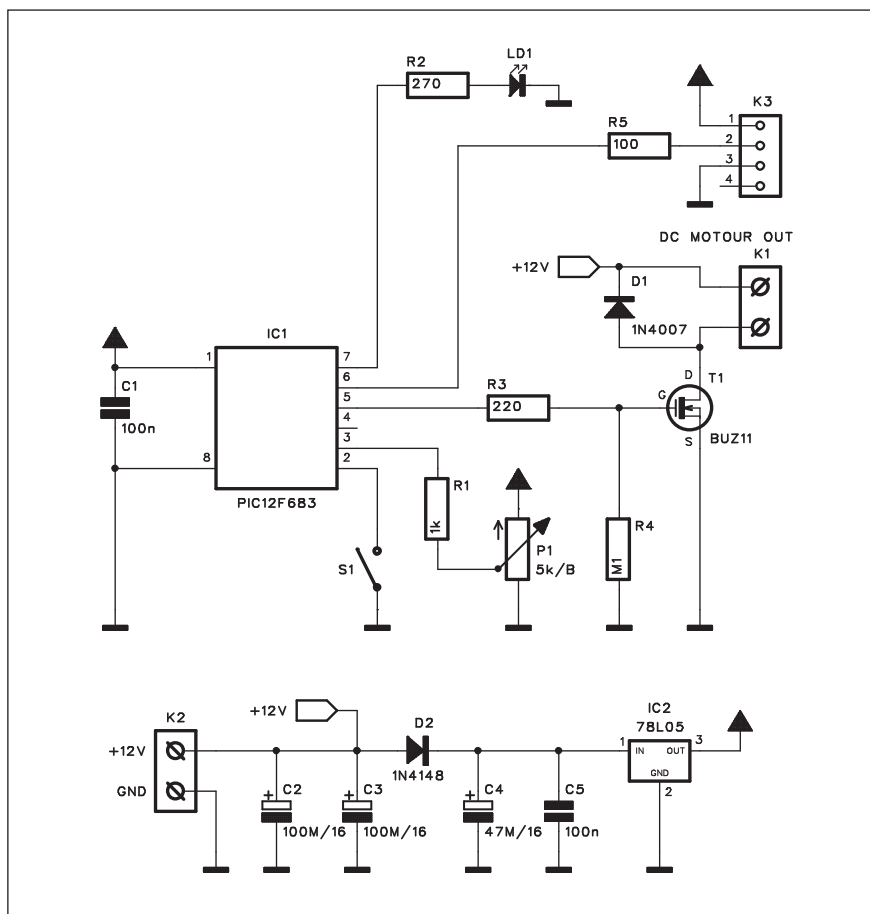 LD1
R2
270
K3
R5
1
100
2
3
4
DC MOTOUR OUT
K1
+12V
D1
1N4007
IC1
1
7
D
T1
C1
6
R3
G
5
220
100n
4
S
BUZ11
3
8
2
R1
PIC12F683
1k
R4
P1
M1
S1
5k/B
IC2
+12V
78L05
K2
D2
+12V
1
IN
OUT
3
1N4148
GND
GND
C2
C3
C4
C5
2
+
+
+
100M/16
100M/16
47M/16
100n